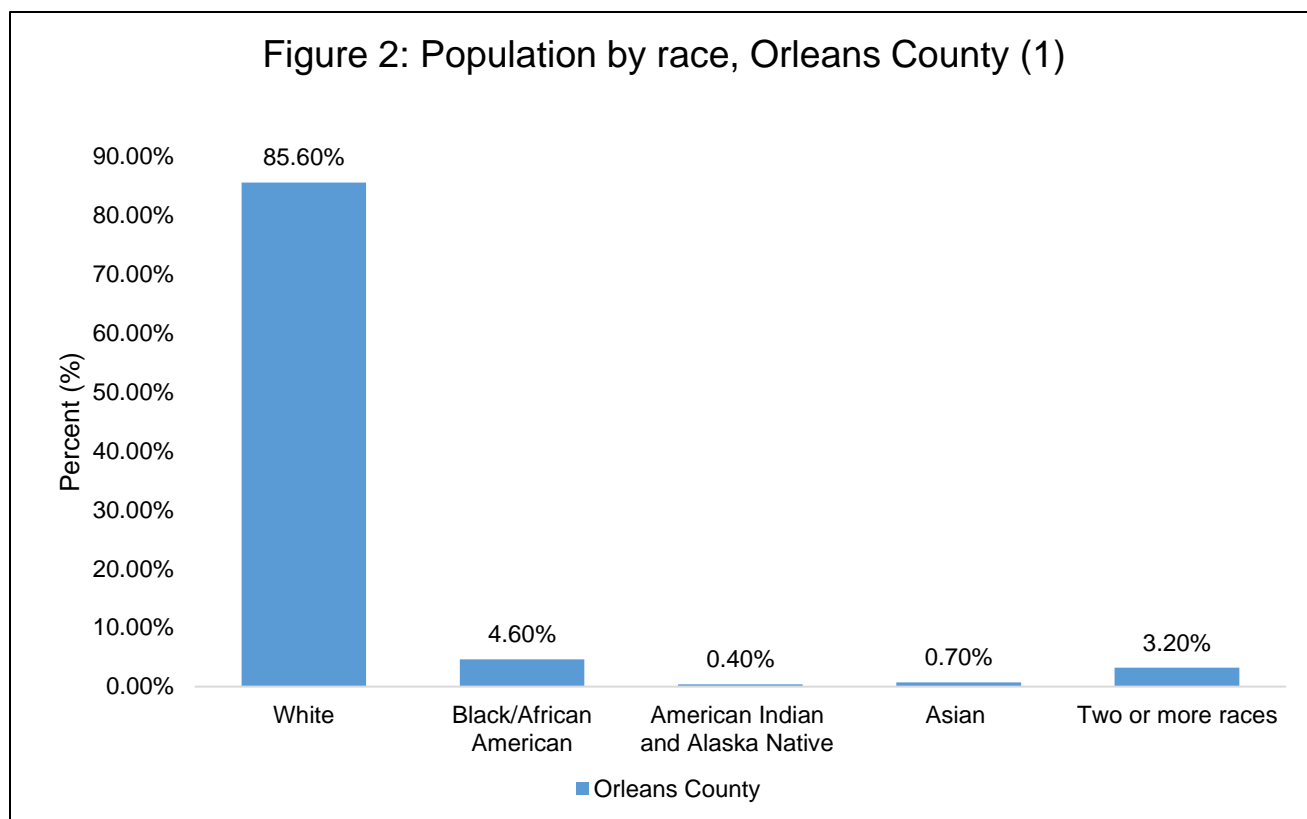 Figure 2: Population by race, Orleans County (1)
Percent (%)
90.00%
80.00%
70.00%
60.00%
50.00%
40.00%
30.00%
20.00%
10.00%
0.00%
85.60%
4.60%
0.40%
0.70%
3.20%
White
Black/African
American
American Indian
and Alaska Native
Asian
Two or more races
Orleans County